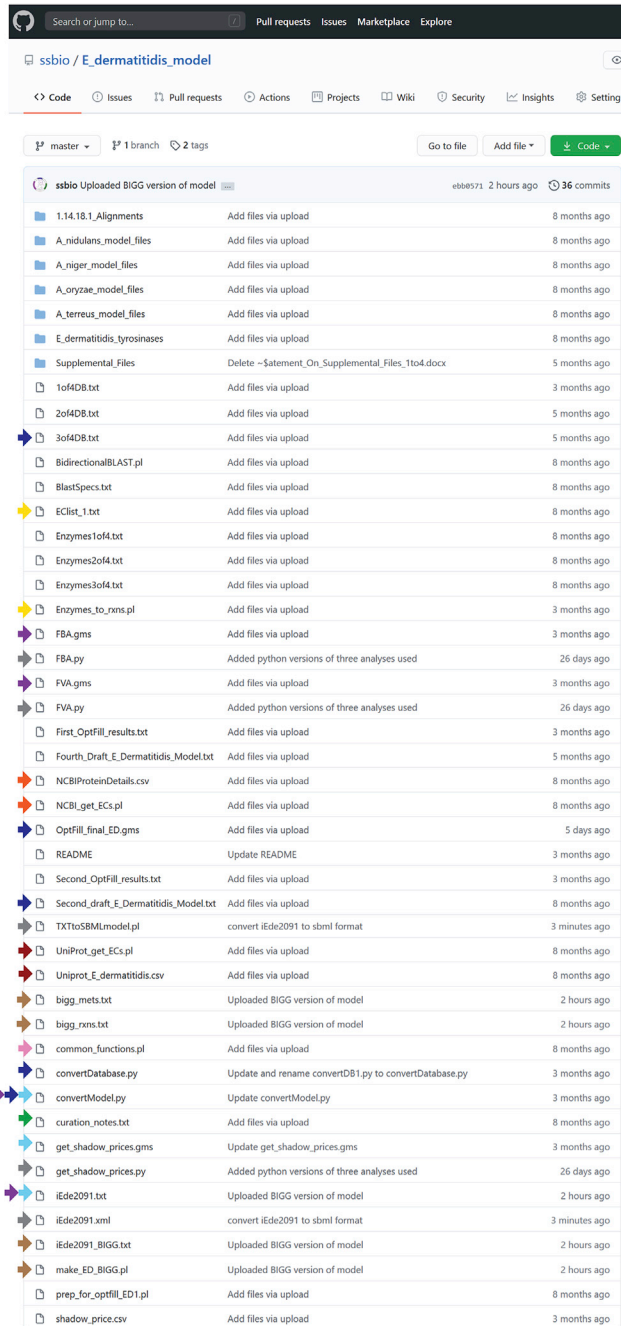 Search or jump to... / Pull requests Issues Marketplace Explore
ssbio / E_dermatitidis_model
Code Issues Pull requests Actions Projects Wiki Security Insights Setting
master 1 branch 2 tags Go to file Add file Code
ssbio Uploaded BIGG version of model ... ebb0571 2 hours ago 36 commits
1.14.18.1_Alignments Add files via upload 8 months ago
A_nidulans_model_files Add files via upload 8 months ago
A_niger_model_files Add files via upload 8 months ago
A_oryzae_model_files Add files via upload 8 months ago
A_terreus_model_files Add files via upload 8 months ago
E_dermatitidis_tyrosinases Add files via upload 8 months ago
Supplemental_Files Delete ~$atement_On_Supplemental_Files_1to4.docx 5 months ago
1of4DB.txt Add files via upload 3 months ago
2of4DB.txt Add files via upload 5 months ago
3of4DB.txt Add files via upload 5 months ago
BidirectionalBLAST.pl Add files via upload 8 months ago
BlastSpecs.txt Add files via upload 8 months ago
EClist_1.txt Add files via upload 8 months ago
Enzymes1of4.txt Add files via upload 8 months ago
Enzymes2of4.txt Add files via upload 8 months ago
Enzymes3of4.txt Add files via upload 8 months ago
Enzymes_to_rxns.pl Add files via upload 3 months ago
FBA.gms Add files via upload 3 months ago
FBA.py Added python versions of three analyses used 26 days ago
FVA.gms Add files via upload 3 months ago
FVA.py Added python versions of three analyses used 26 days ago
First_OptFill_results.txt Add files via upload 3 months ago
Fourth_Draft_E_Dermatitidis_Model.txt Add files via upload 5 months ago
NCBIProteinDetails.csv Add files via upload 8 months ago
NCBI_get_ECs.pl Add files via upload 8 months ago
OptFill_final_ED.gms Add files via upload 5 days ago
README Update README 3 months ago
Second_OptFill_results.txt Add files via upload 3 months ago
Second_draft_E_Dermatitidis_Model.txt Add files via upload 8 months ago
TXTtoSBMLmodel.pl convert iEde2091 to sbml format 3 minutes ago
UniProt_get_ECs.pl Add files via upload 8 months ago
Uniprot_E_dermatitidis.csv Add files via upload 8 months ago
bigg_mets.txt Uploaded BIGG version of model 2 hours ago
bigg_rxns.txt Uploaded BIGG version of model 2 hours ago
common_functions.pl Add files via upload 8 months ago
convertDatabase.py Update and rename convertDB1.py to convertDatabase.py 3 months ago
convertModel.py Update convertModel.py 3 months ago
curation_notes.txt Add files via upload 8 months ago
get_shadow_prices.gms Update get_shadow_prices.gms 3 months ago
get_shadow_prices.py Added python versions of three analyses used 26 days ago
iEde2091.txt Uploaded BIGG version of model 2 hours ago
iEde2091.xml convert iEde2091 to sbml format 3 minutes ago
iEde2091_BIGG.txt Uploaded BIGG version of model 2 hours ago
make_ED_BIGG.pl Uploaded BIGG version of model 2 hours ago
prep_for_optfill_ED1.pl Add files via upload 8 months ago
shadow_price.csv Add files via upload 3 months ago